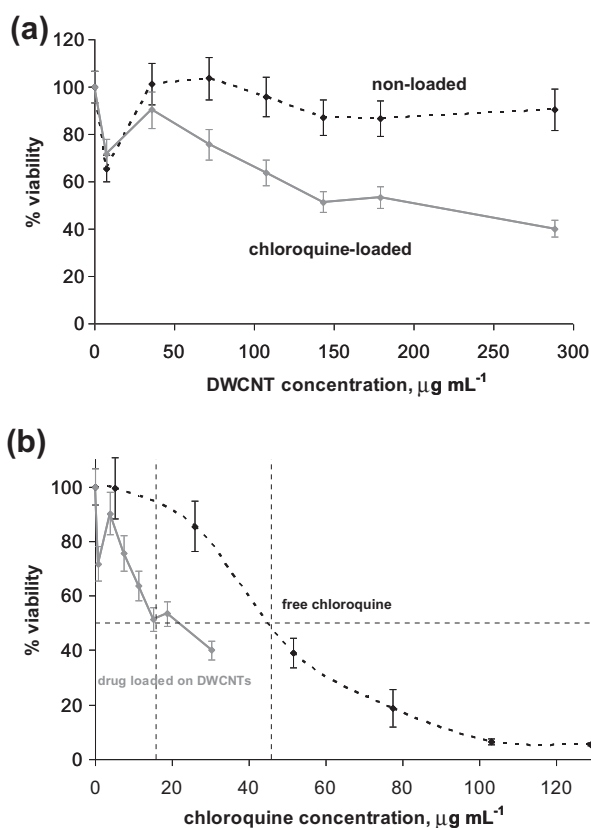 (a)
120
100
80
60
40
20
0
% viability
non-loaded
chloroquine-loaded
0 50 100 150 200 250 300
DWCNT concentration, μg mL⁻¹
(b)
100
80
60
40
20
0
% viability
free chloroquine
drug loaded on DWCNTs
0 20 40 60 80 100 120
chloroquine concentration, μg mL⁻¹